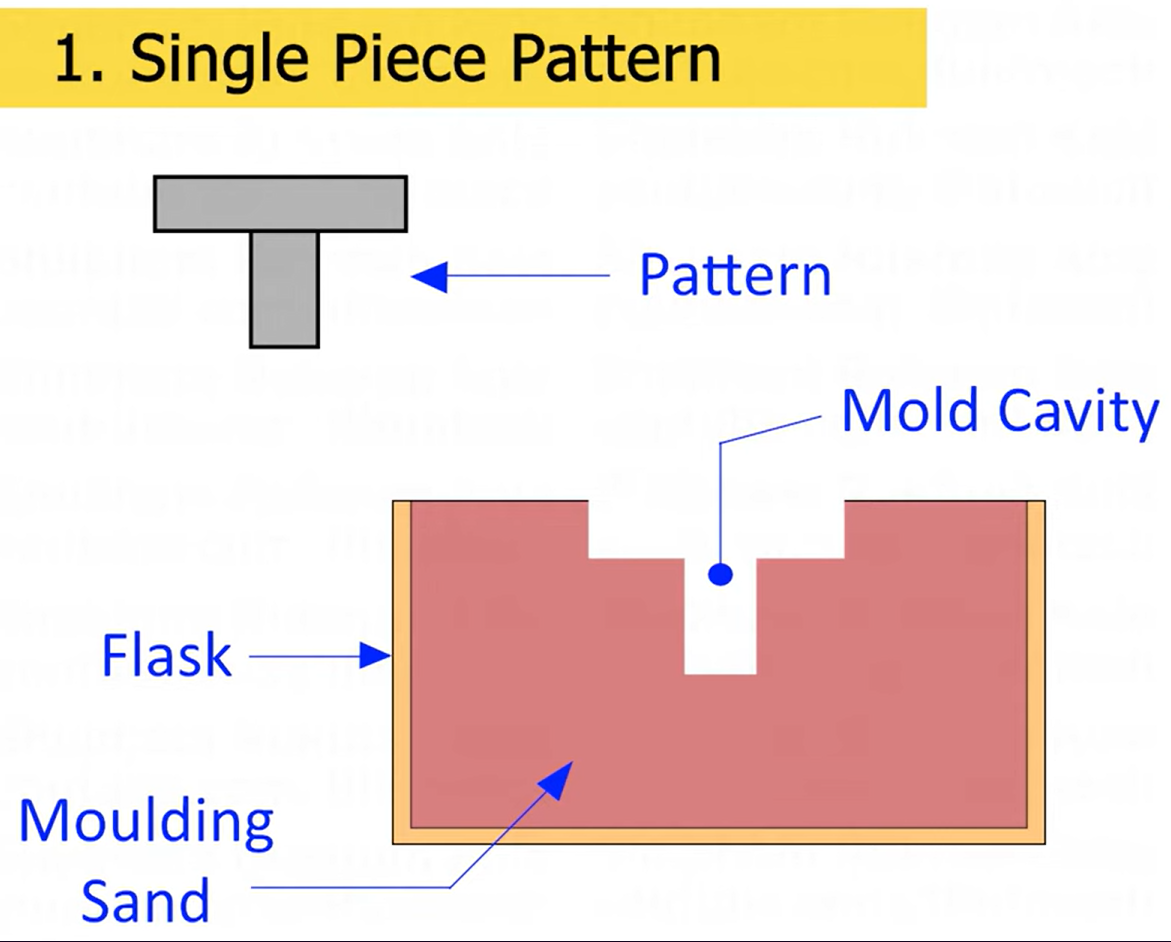 1. Single Piece Pattern
Pattern
Mold Cavity
Flask
Moulding
Sand